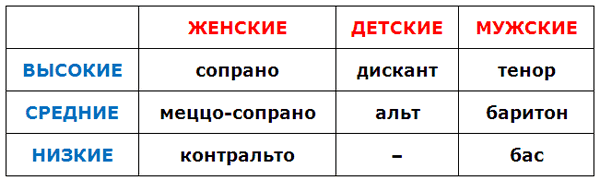 ЖЕНСКИЕ ДЕТСКИЕ МУЖСКИЕ
ВЫСОКИЕ сопрано дискант тенор
СРЕДНИЕ меццо-сопрано альт баритон
НИЗКИЕ контральто – бас